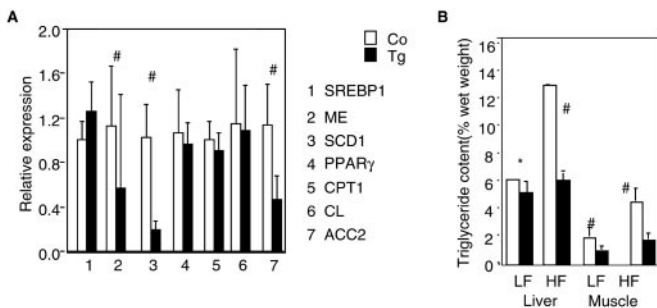 A
Relative expression
2.0
1.6
1.2
0.8
0.4
0.0
#
#
#
1 2 3 4 5 6 7
Co
Tg
1 SREBP1
2 ME
3 SCD1
4 PPARγ
5 CPT1
6 CL
7 ACC2
B
Triglyceride cotent(% wet weight)
16
14
12
10
8
6
4
2
0
*
#
#
#
LF HF LF HF
Liver Muscle